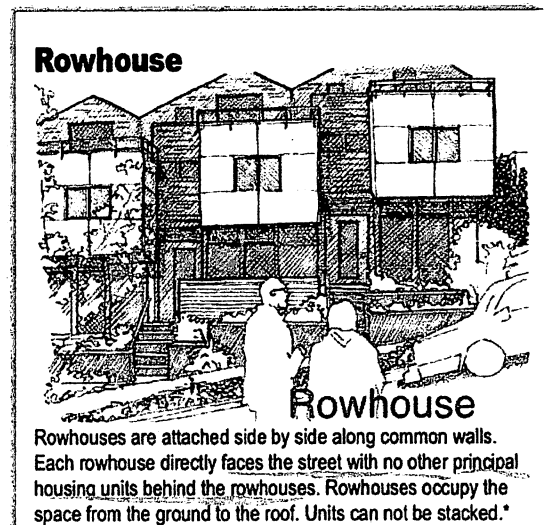 Rowhouse
Rowhouse
Rowhouses are attached side by side along common walls.
Each rowhouse directly faces the street with no other principal
housing units behind the rowhouses. Rowhouses occupy the
space from the ground to the roof. Units can not be stacked.*